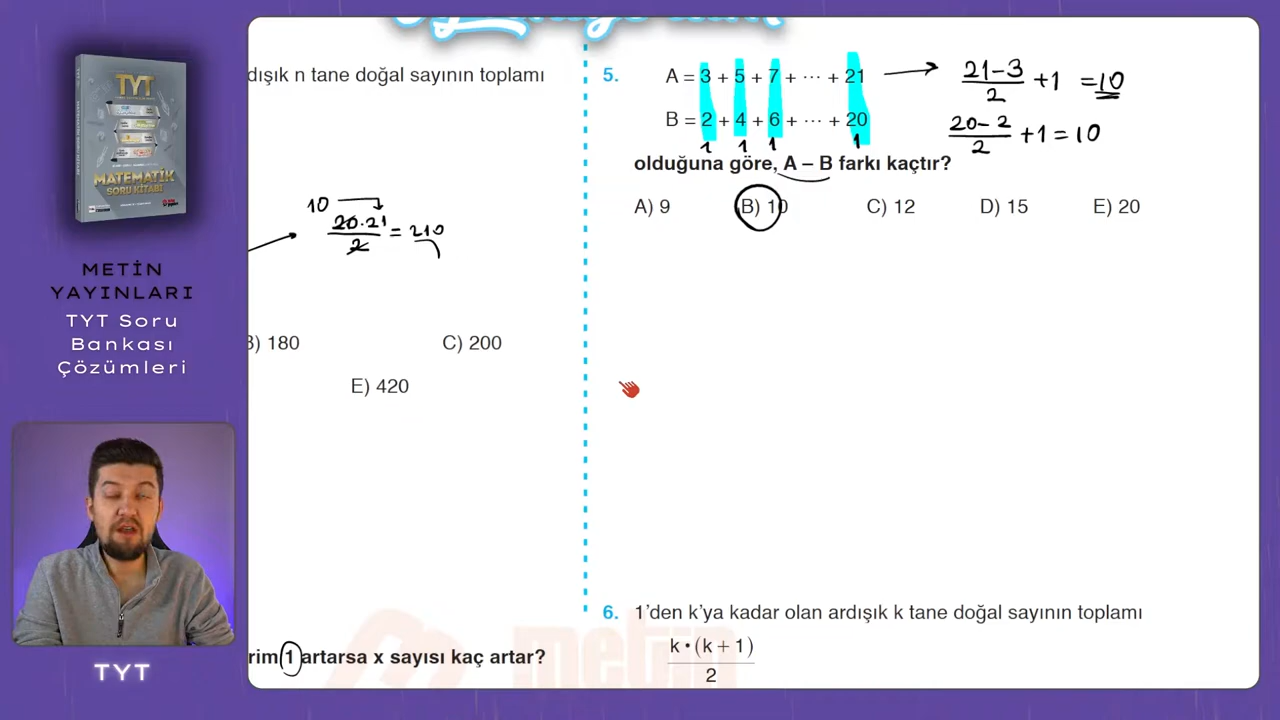 TYT
MATEMATİK
SORU KİTABI
METİN
YAYINLARI
TYT Soru
Bankası
Çözümleri
TYT
dışık n tane doğal sayının toplamı
10
20·21
2
= 210
180
C) 200
E) 420
rim 1 artarsa x sayısı kaç artar?
5.
A = 3 + 5 + 7 + ··· + 21
21-3
2
+1 =10
B = 2 + 4 + 6 + ··· + 20
20-2
2
+1=10
1 1 1 1
olduğuna göre, A – B farkı kaçtır?
A) 9 B) 10 C) 12 D) 15 E) 20
6. 1’den k’ya kadar olan ardışık k tane doğal sayının toplamı
k · (k + 1)
2
metin